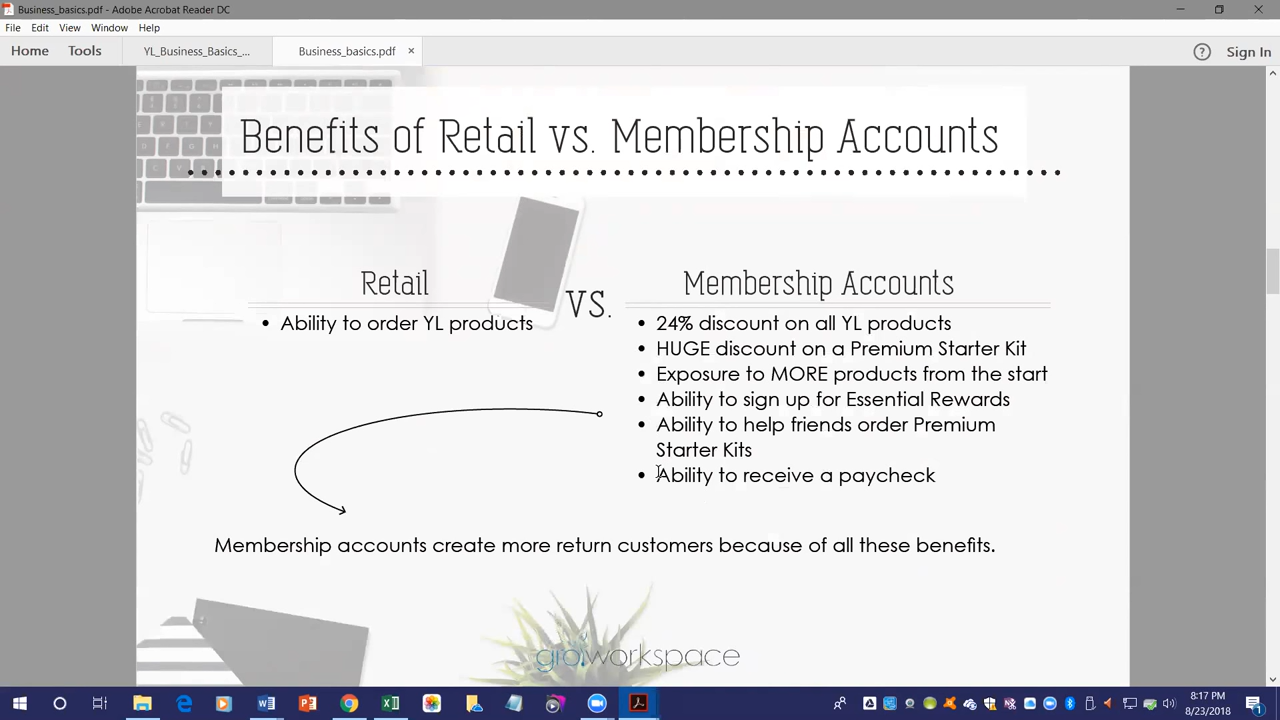 Business_basics.pdf - Adobe Acrobat Reader DC
File Edit View Window Help
Home Tools YL_Business_Basics_... Business_basics.pdf × ? Sign In
Benefits of Retail vs. Membership Accounts
Retail
vs.
Membership Accounts
• Ability to order YL products
• 24% discount on all YL products
• HUGE discount on a Premium Starter Kit
• Exposure to MORE products from the start
• Ability to sign up for Essential Rewards
• Ability to help friends order Premium
Starter Kits
• Ability to receive a paycheck
Membership accounts create more return customers because of all these benefits.
groworkspace
8:17 PM
8/23/2018